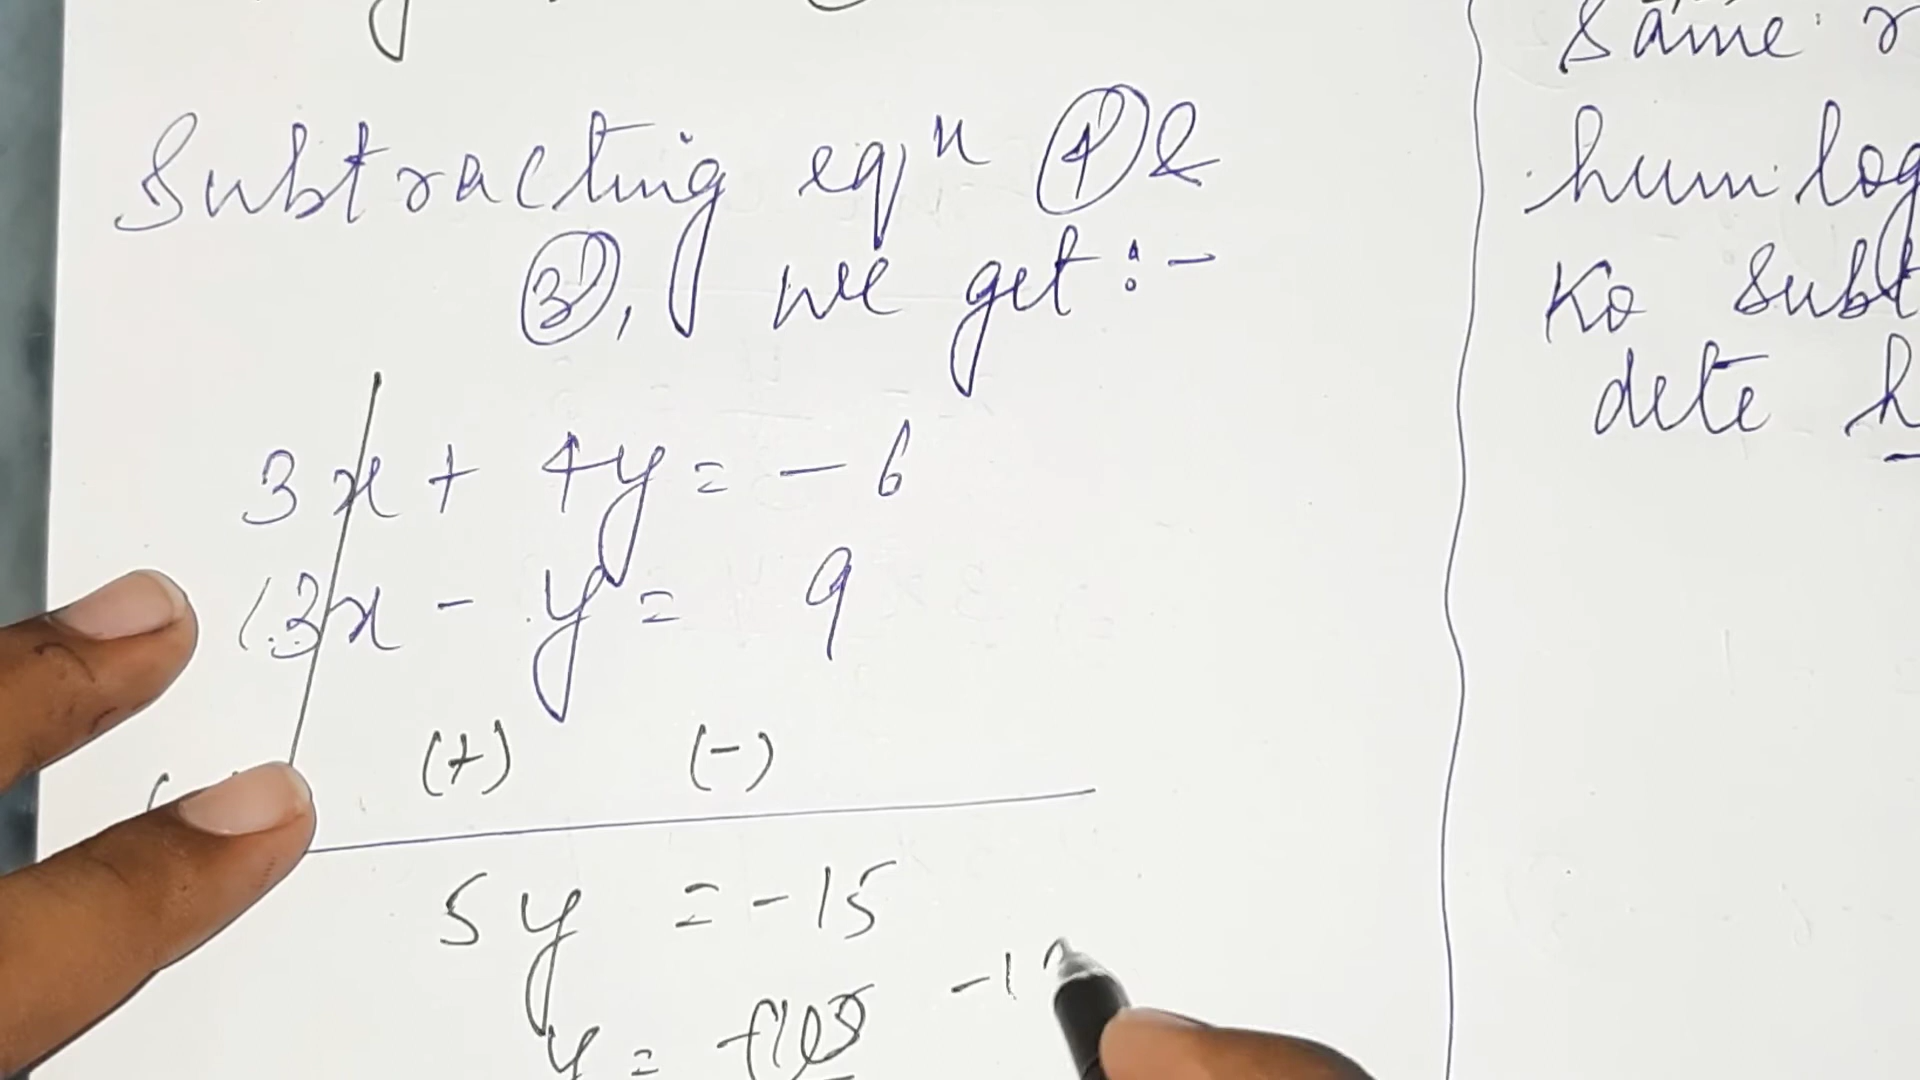 Subtracting eqⁿ ④ &
③, we get :-
3x + 4y = - 6
(3x - y = 9
(+) (-)
5y = -15
y =
-1
same
hum log
Ko subt
dete h